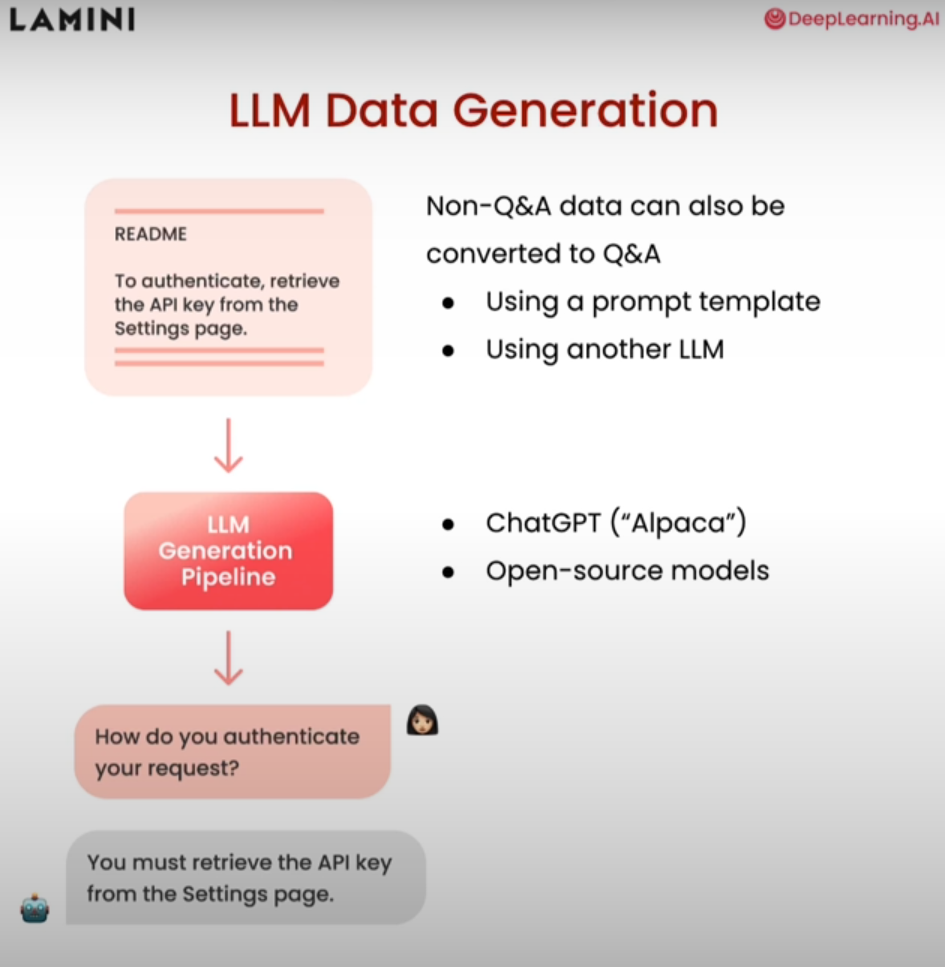 LAMINI
DeepLearning.AI
LLM Data Generation
README
To authenticate, retrieve
the API key from the
Settings page.
Non-Q&A data can also be
converted to Q&A
● Using a prompt template
● Using another LLM
LLM
Generation
Pipeline
● ChatGPT (“Alpaca”)
● Open-source models
How do you authenticate
your request?
You must retrieve the API key
from the Settings page.